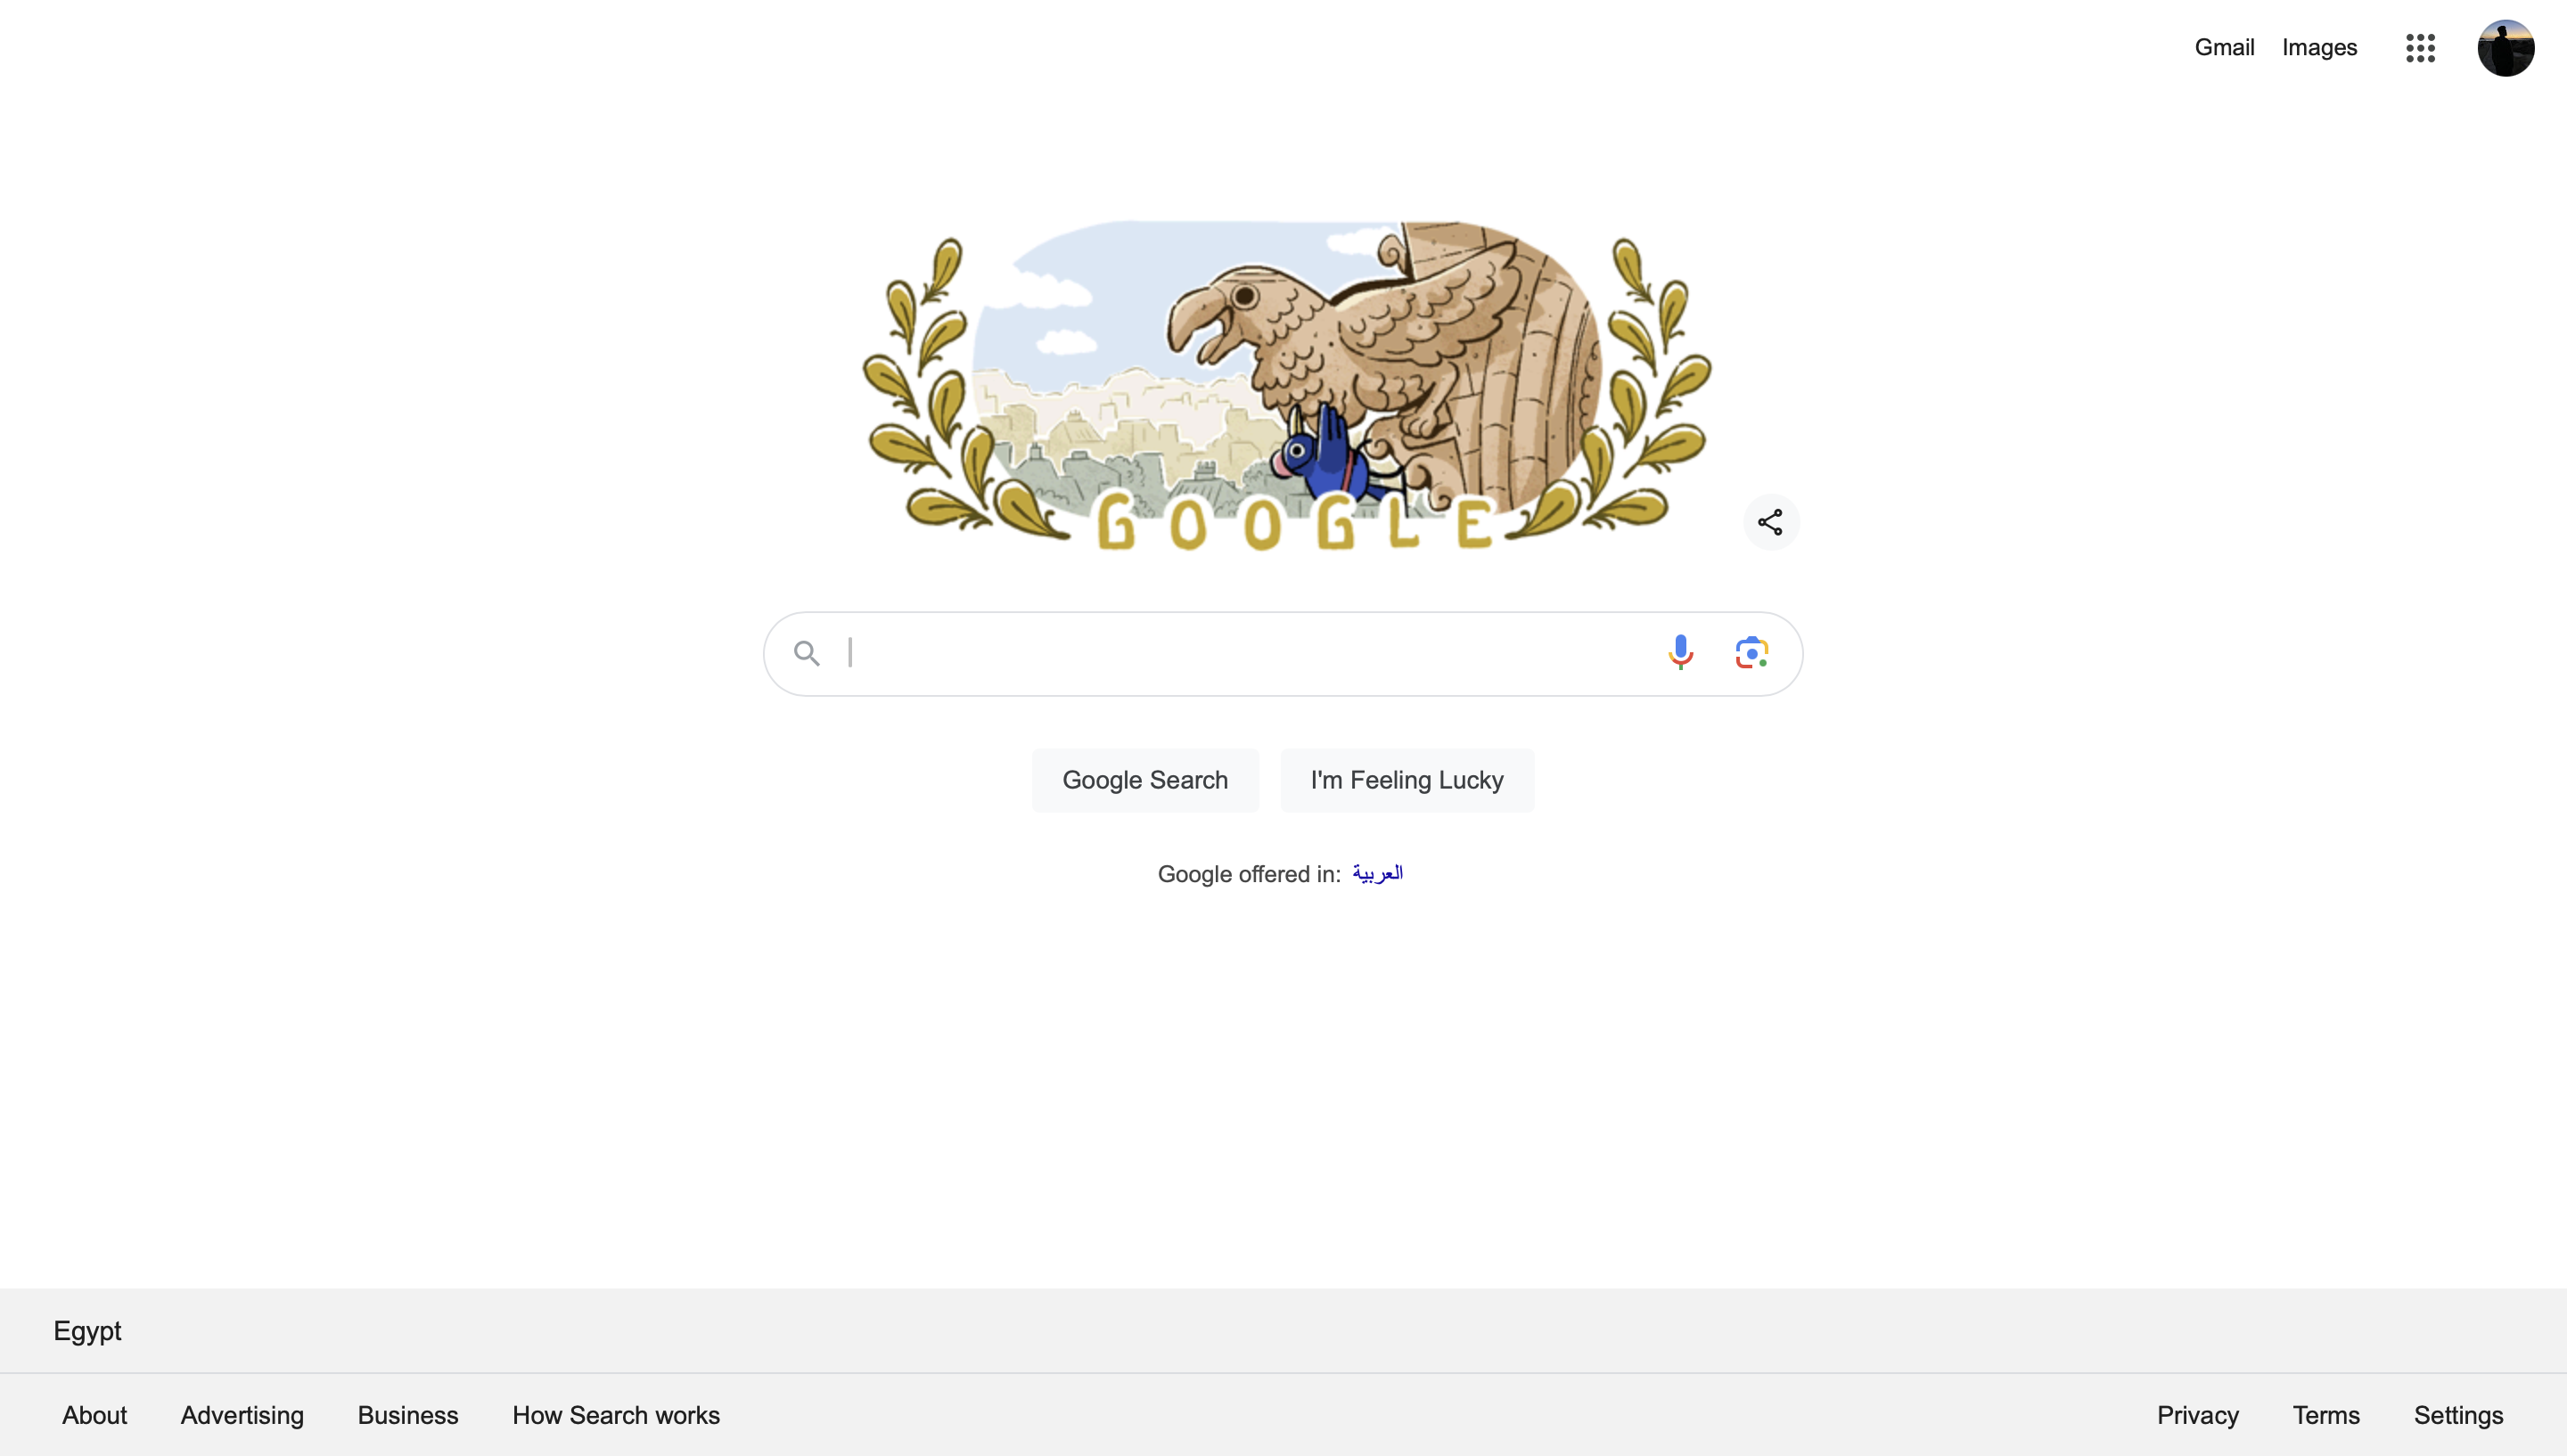 Gmail Images
GOOGLE
Google Search I'm Feeling Lucky
Google offered in: العربية
Egypt
About Advertising Business How Search works Privacy Terms Settings